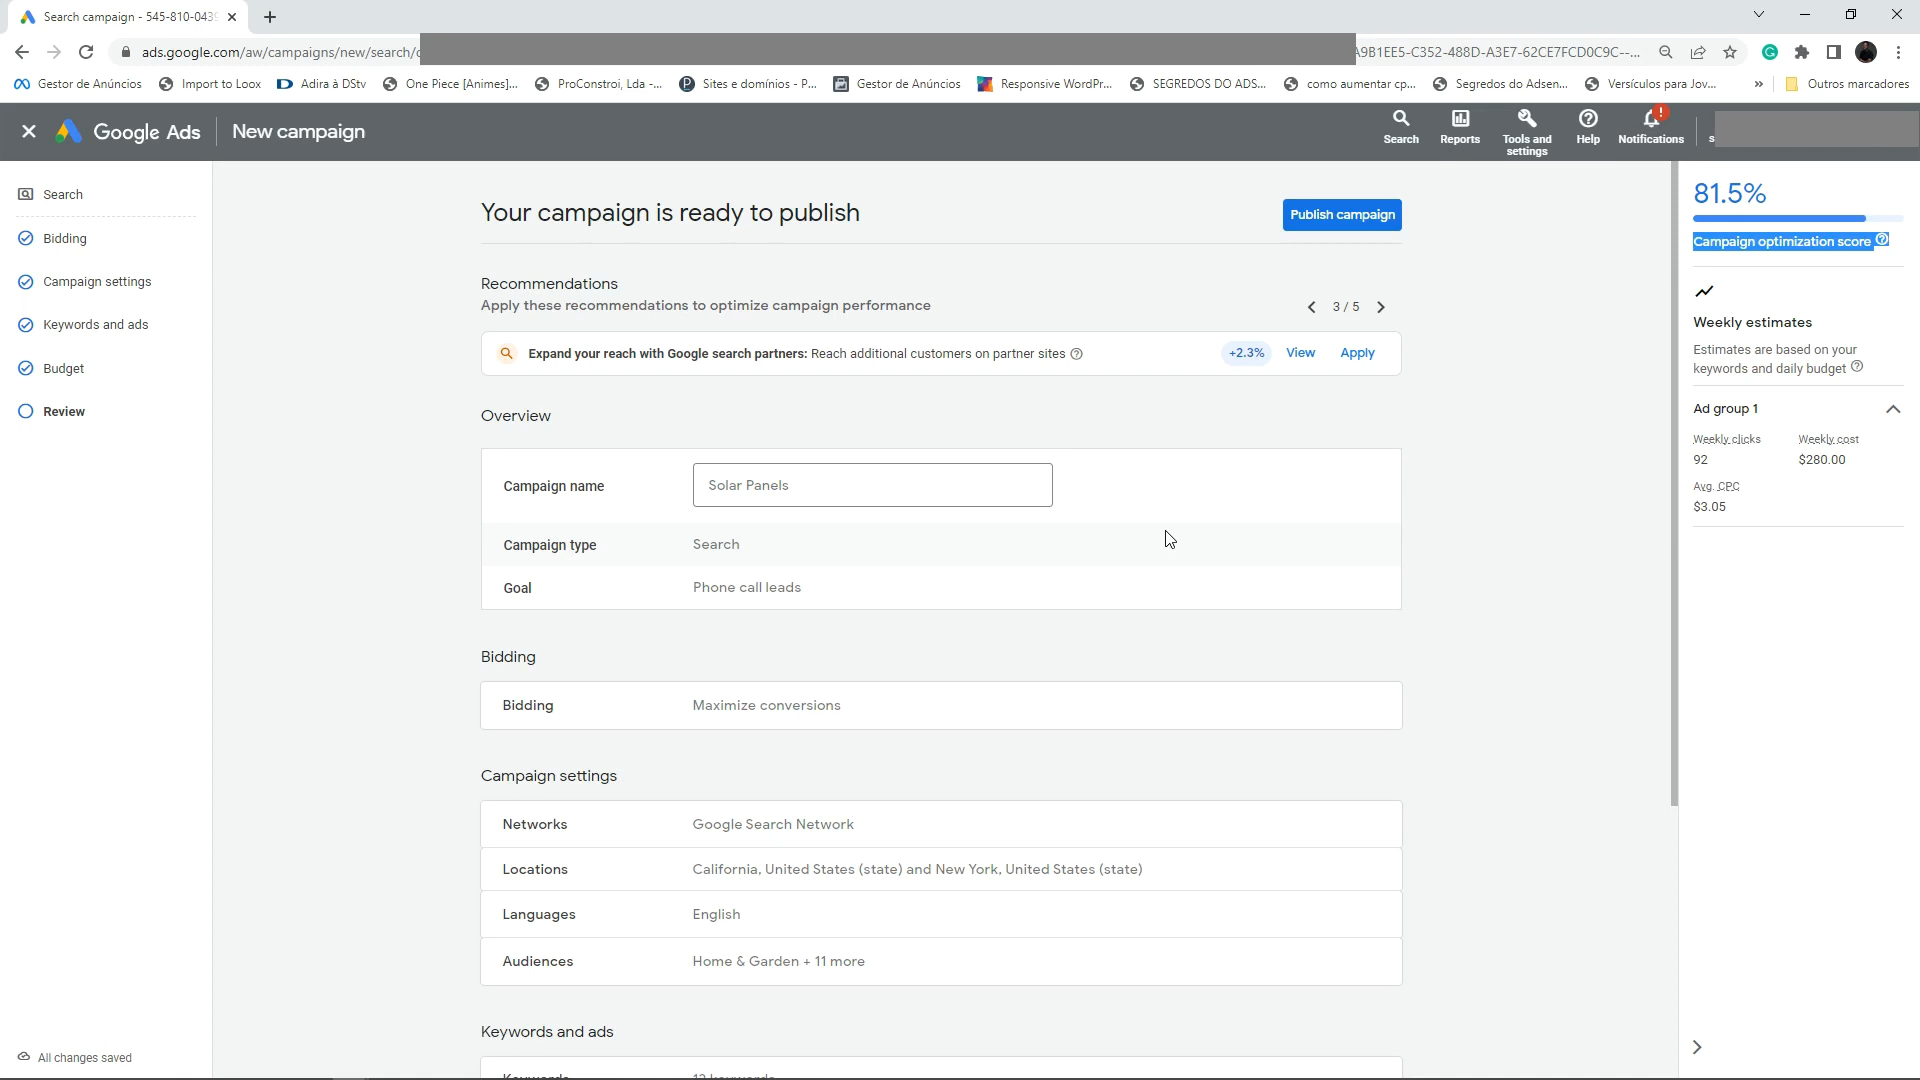 Search campaign - 545-810-0439
ads.google.com/aw/campaigns/new/search/c
A9B1EE5-C352-488D-A3E7-62CE7FCD0C9C--...
Gestor de Anúncios
Import to Loox
Adira à DStv
One Piece [Animes]...
ProConstroi, Lda -...
Sites e domínios - P...
Gestor de Anúncios
Responsive WordPr...
SEGREDOS DO ADS...
como aumentar cp...
Segredos do Adsen...
Versículos para Jov...
»
Outros marcadores
Google Ads
New campaign
Search
Reports
Tools and
settings
Help
Notifications
s
Search
Bidding
Campaign settings
Keywords and ads
Budget
Review
All changes saved
Your campaign is ready to publish
Publish campaign
Recommendations
Apply these recommendations to optimize campaign performance
3 / 5
Expand your reach with Google search partners: Reach additional customers on partner sites
+2.3%
View
Apply
Overview
Campaign name
Solar Panels
Campaign type
Search
Goal
Phone call leads
Bidding
Bidding
Maximize conversions
Campaign settings
Networks
Google Search Network
Locations
California, United States (state) and New York, United States (state)
Languages
English
Audiences
Home & Garden + 11 more
Keywords and ads
81.5%
Campaign optimization score
Weekly estimates
Estimates are based on your
keywords and daily budget
Ad group 1
Weekly clicks
Weekly cost
92
$280.00
Avg. CPC
$3.05